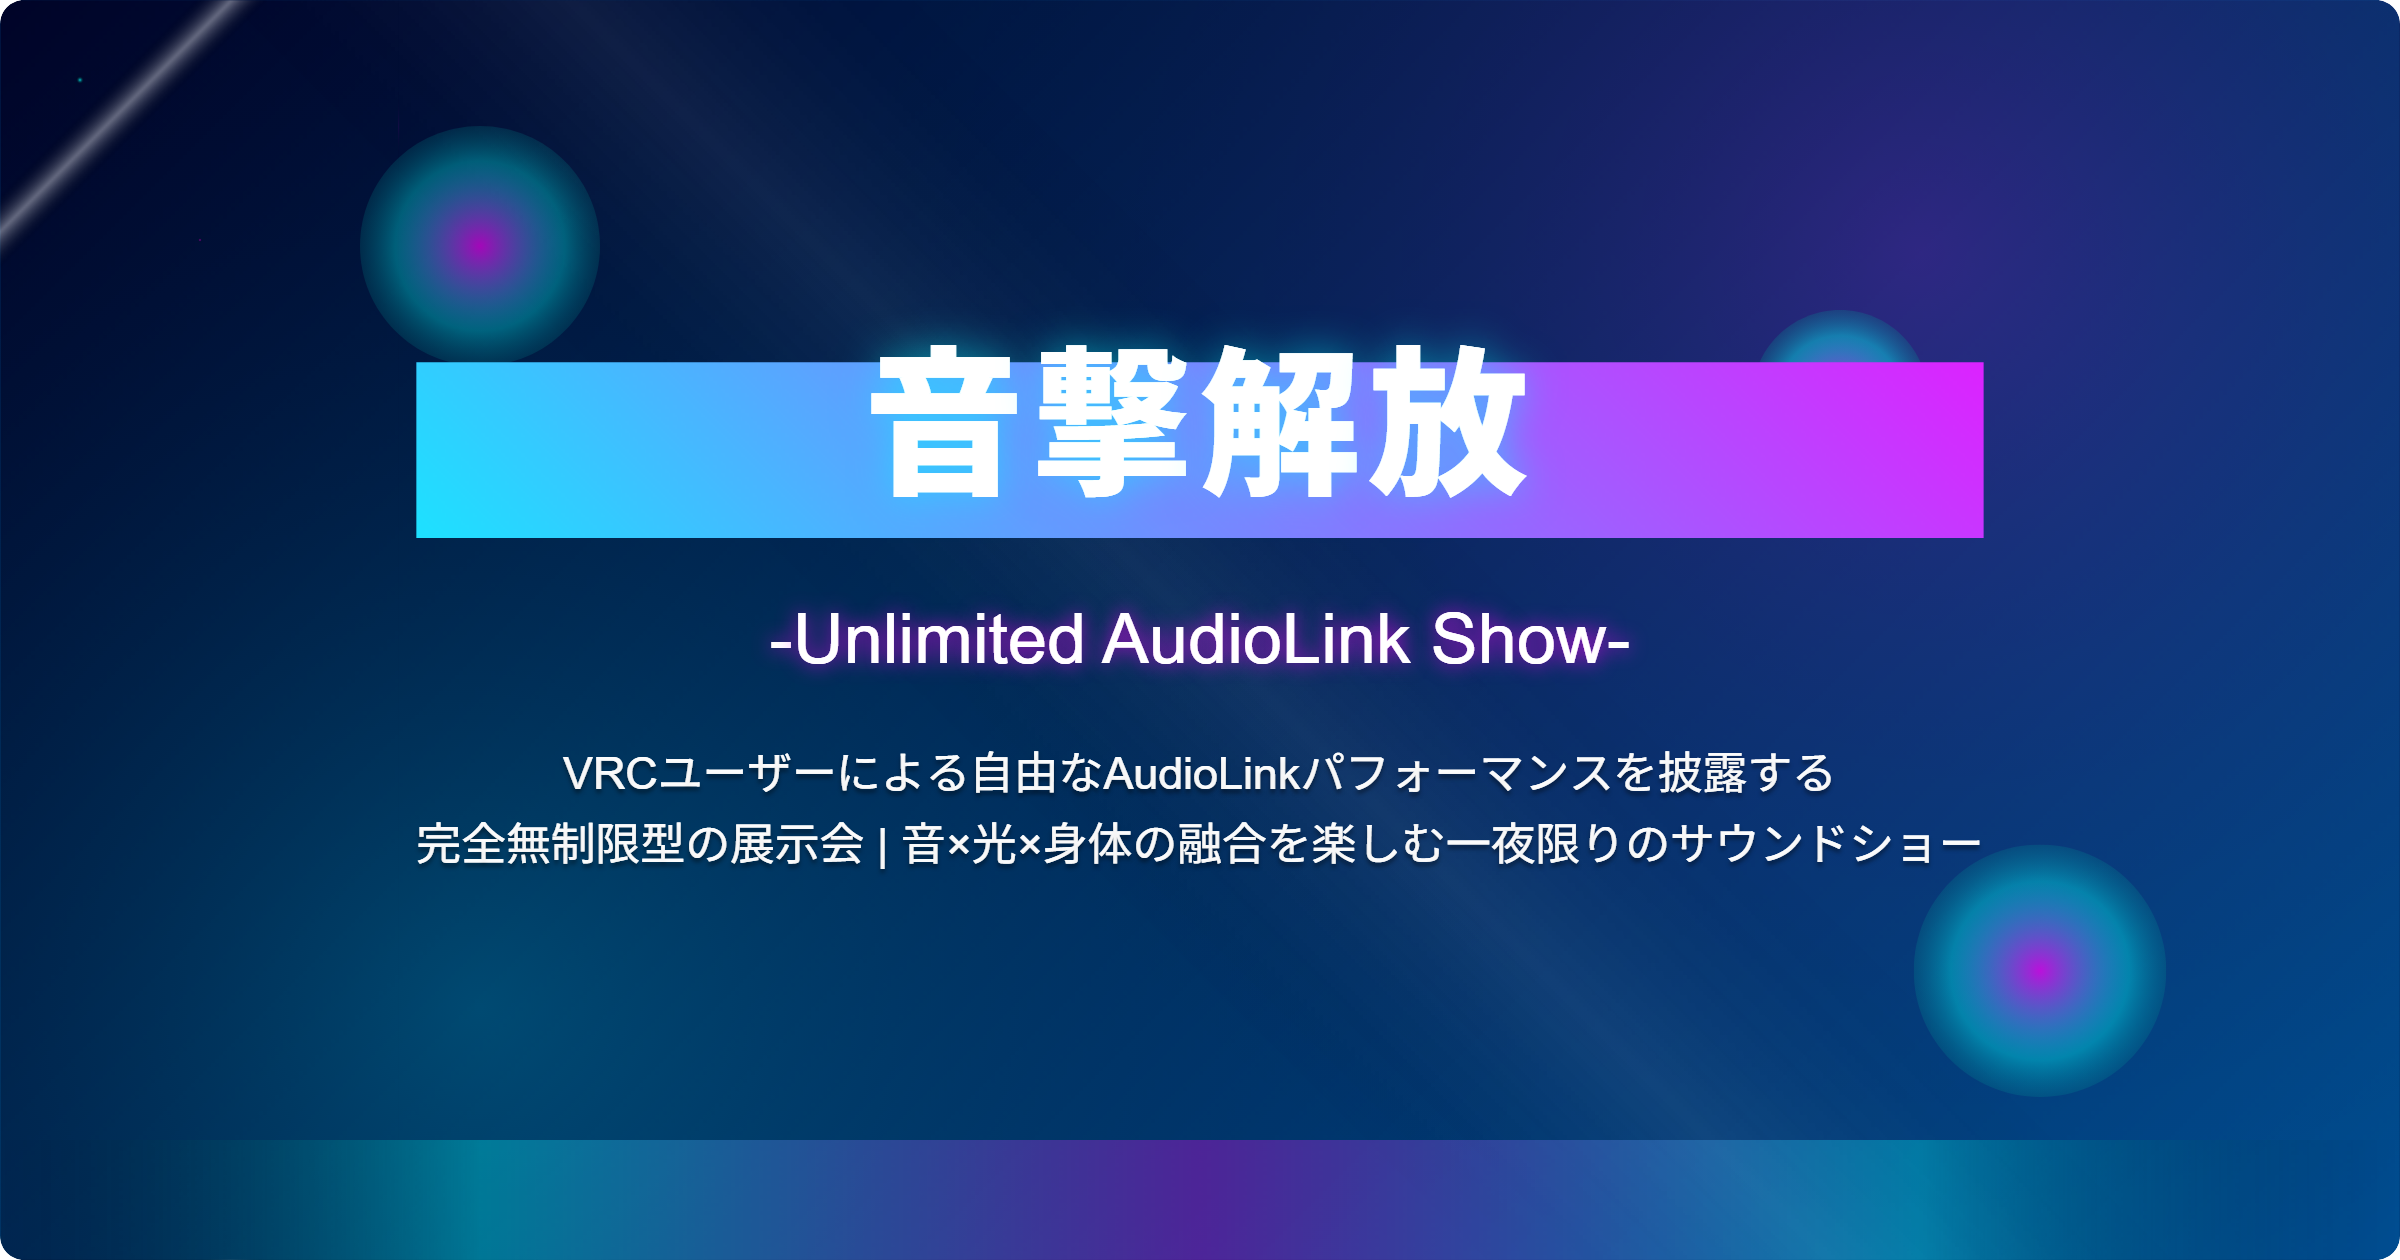 音撃解放
-Unlimited AudioLink Show-
VRCユーザーによる自由なAudioLinkパフォーマンスを披露する
完全無制限型の展示会 | 音×光×身体の融合を楽しむ一夜限りのサウンドショー